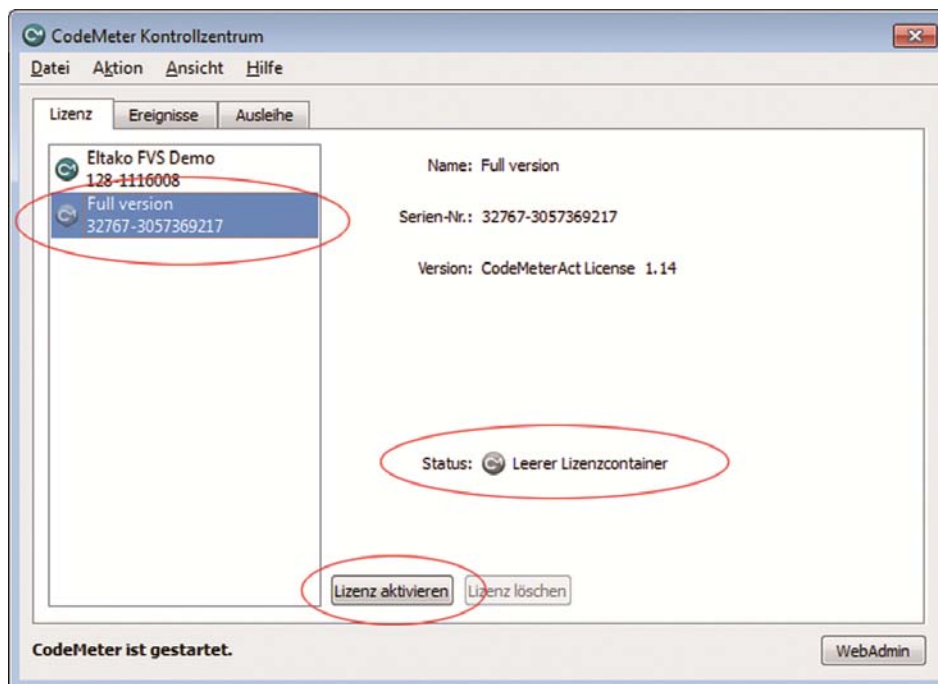 CodeMeter Kontrollzentrum
Datei Aktion Ansicht Hilfe
Lizenz Ereignisse Ausleihe
Eltako FVS Demo
128-1116008
Full version
32767-3057369217
Name: Full version
Serien-Nr.: 32767-3057369217
Version: CodeMeterAct License 1.14
Status: Leerer Lizenzcontainer
Lizenz aktivieren Lizenz löschen
CodeMeter ist gestartet.
WebAdmin